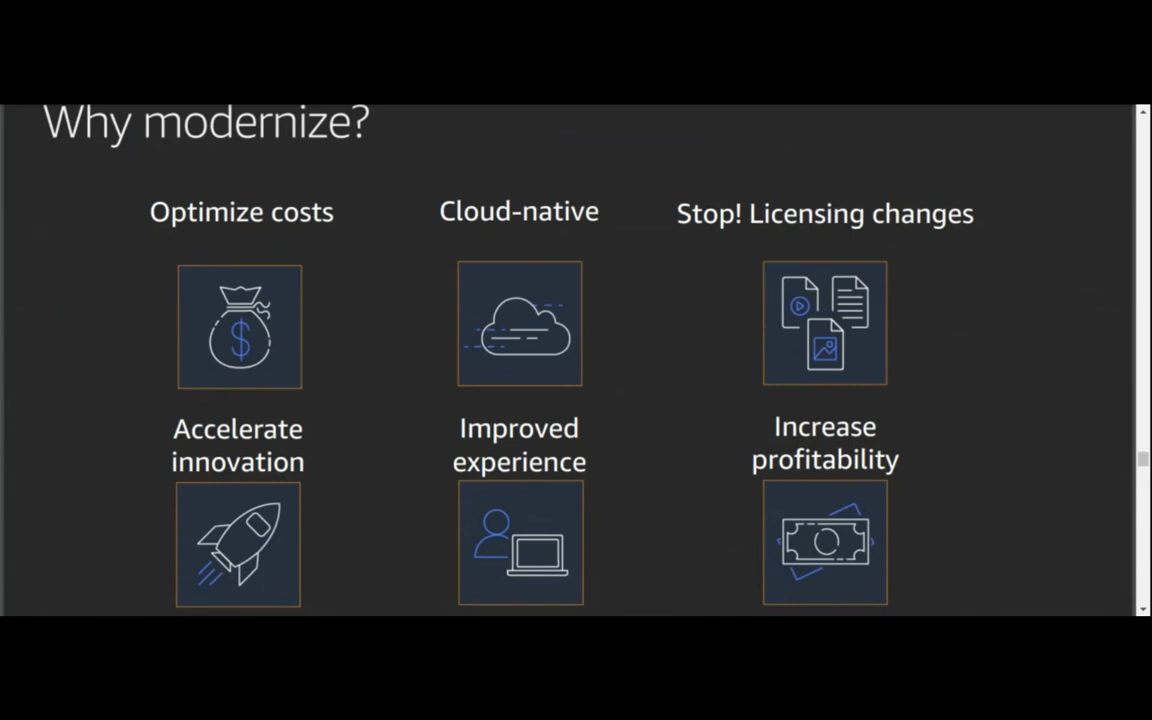 Why modernize?
Optimize costs
Cloud-native
Stop! Licensing changes
Accelerate
innovation
Improved
experience
Increase
profitability